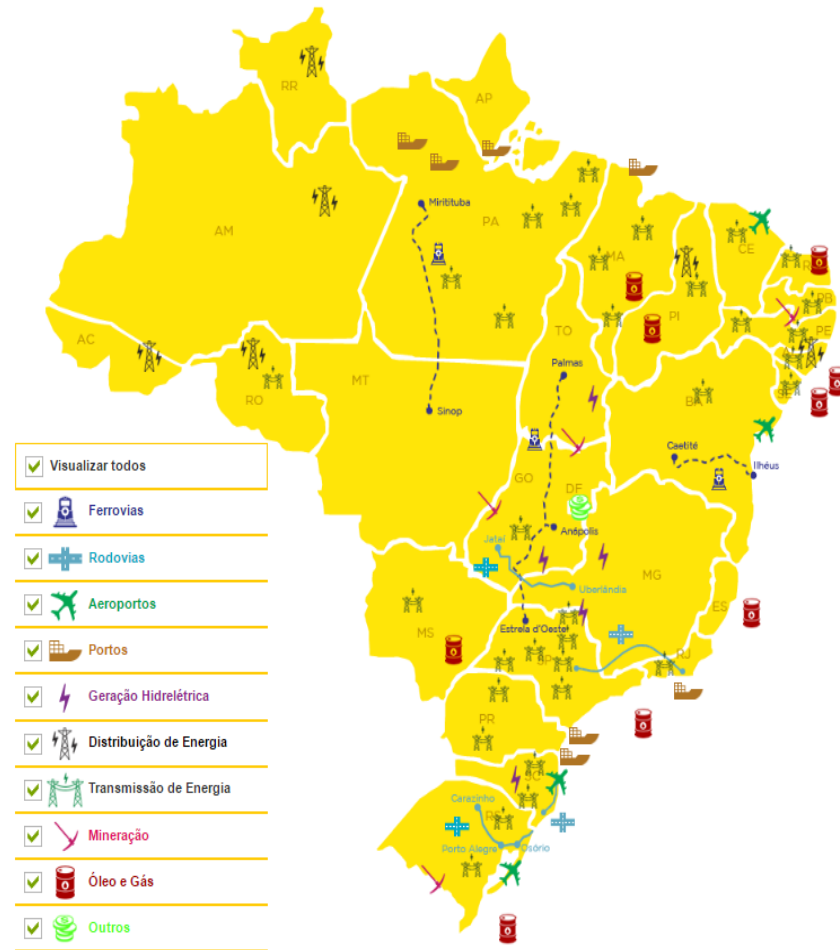 RR
AP
AM
PA
Miritituba
MA
CE
PI
PB
PE
AC
RO
MT
TO
Palmas
Sinop
BA
Caetité
Ilhéus
GO
DF
Anápolis
Jataí
Uberlândia
MG
ES
MS
Estrela d'Oeste
SP
RJ
PR
SC
Carazinho
RS
Porto Alegre
Osório
Visualizar todos
Ferrovias
Rodovias
Aeroportos
Portos
Geração Hidrelétrica
Distribuição de Energia
Transmissão de Energia
Mineração
Óleo e Gás
Outros